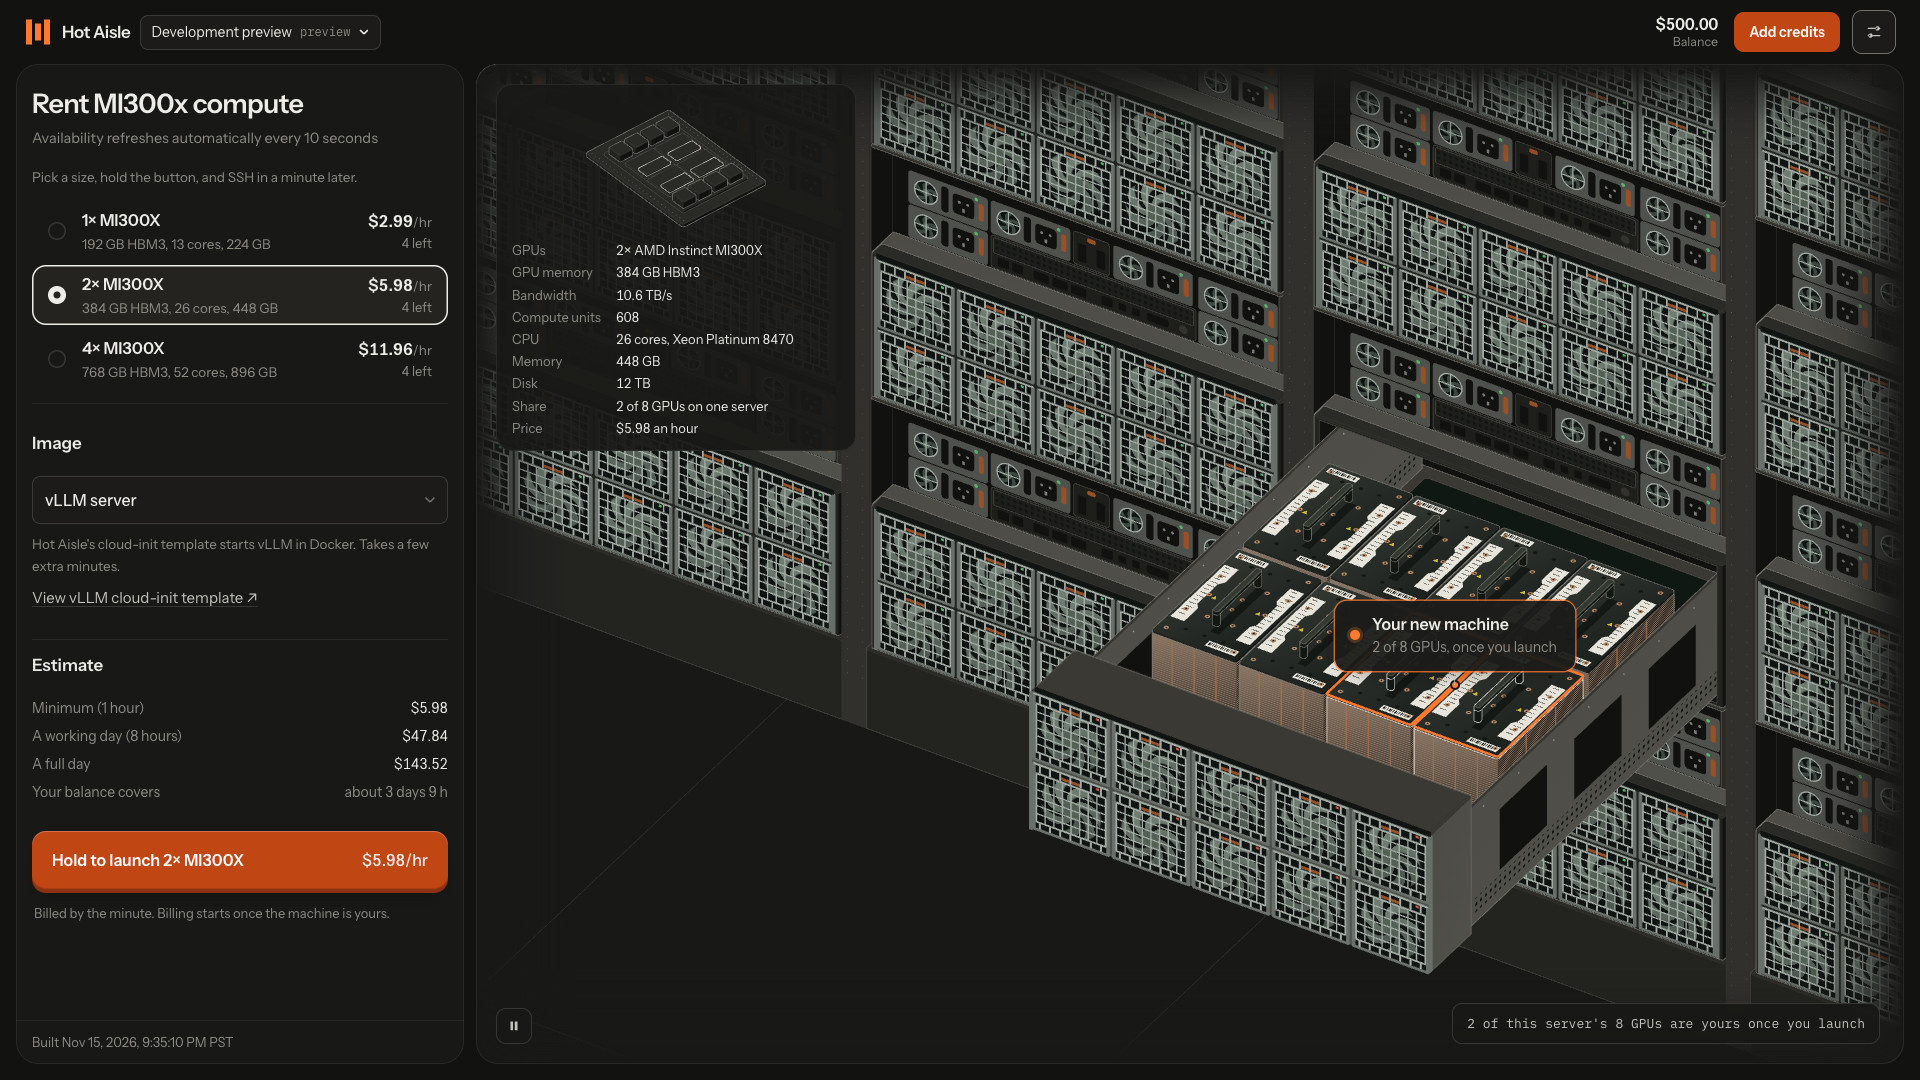 Hot Aisle
Development preview preview
$500.00
Balance
Add credits
Rent MI300x compute
Availability refreshes automatically every 10 seconds
Pick a size, hold the button, and SSH in a minute later.
1× MI300X
$2.99/hr
192 GB HBM3, 13 cores, 224 GB
4 left
2× MI300X
$5.98/hr
384 GB HBM3, 26 cores, 448 GB
4 left
4× MI300X
$11.96/hr
768 GB HBM3, 52 cores, 896 GB
4 left
Image
vLLM server
Hot Aisle's cloud-init template starts vLLM in Docker. Takes a few
extra minutes.
View vLLM cloud-init template ↗
Estimate
Minimum (1 hour) $5.98
A working day (8 hours) $47.84
A full day $143.52
Your balance covers about 3 days 9 h
Hold to launch 2× MI300X $5.98/hr
Billed by the minute. Billing starts once the machine is yours.
Built Nov 15, 2026, 9:35:10 PM PST
GPUs 2× AMD Instinct MI300X
GPU memory 384 GB HBM3
Bandwidth 10.6 TB/s
Compute units 608
CPU 26 cores, Xeon Platinum 8470
Memory 448 GB
Disk 12 TB
Share 2 of 8 GPUs on one server
Price $5.98 an hour
Your new machine
2 of 8 GPUs, once you launch
2 of this server's 8 GPUs are yours once you launch